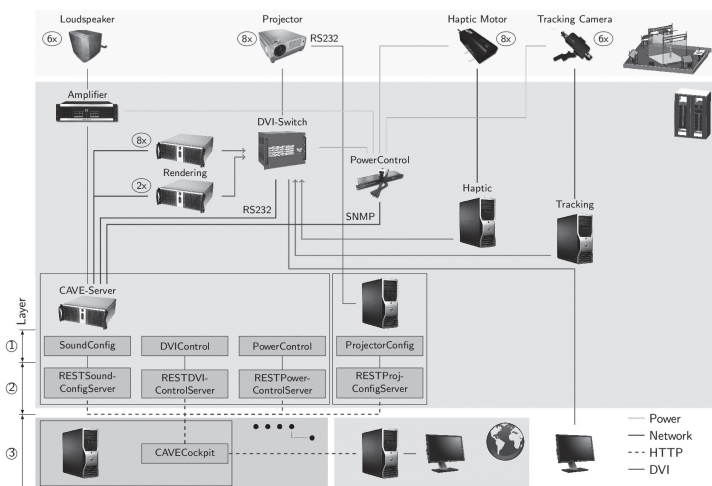 Loudspeaker
Projector
Haptic Motor
Tracking Camera
6x
8x
RS232
8x
6x
Amplifier
DVI-Switch
8x
PowerControl
Rendering
2x
Haptic
Tracking
RS232
SNMP
CAVE-Server
Layer
① SoundConfig DVIControl PowerControl ProjectorConfig
② RESTSound- RESTDVI- RESTPower- RESTProj-
ConfigServer ControlServer ControlServer ConfigServer
③ CAVECockpit
Power
Network
HTTP
DVI